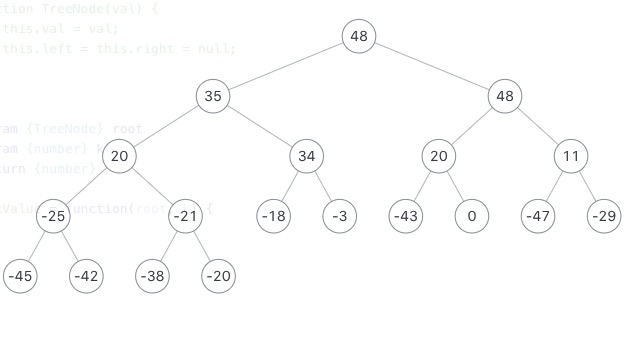 ction TreeNode(val) {
this.val = val;
this.left = this.right = null;
48
35
48
ram {TreeNode} root
ram {number} k
20
34
20
11
turn {number}
-25
-21
-18
-3
-43
0
-47
-29
function(root
-45
-42
-38
-20